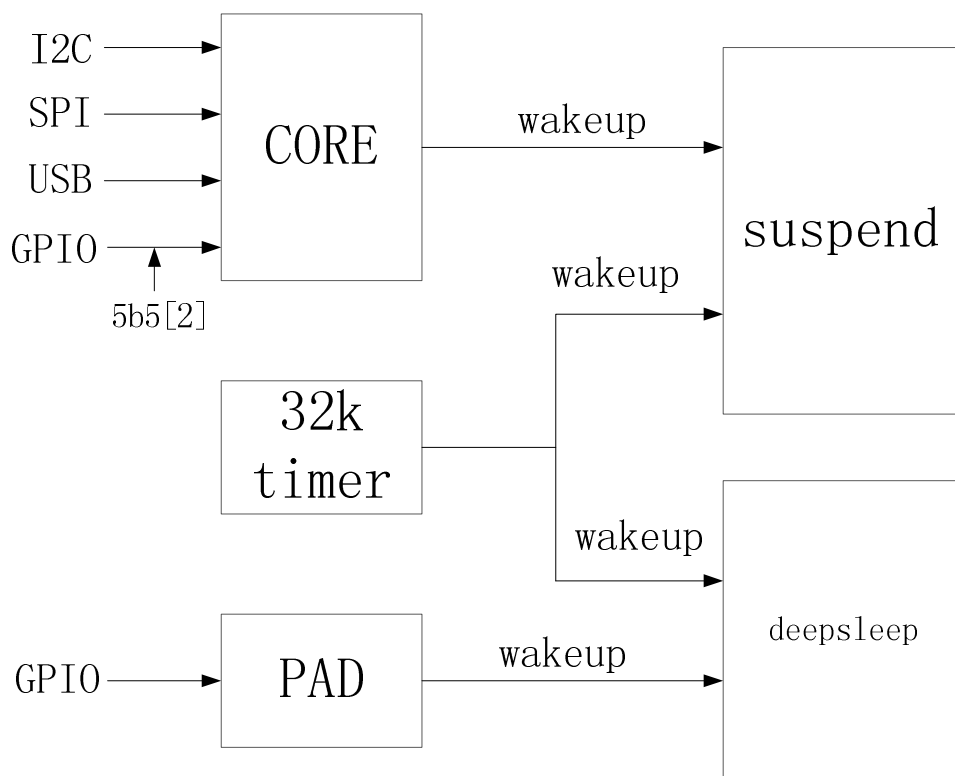 I2C
SPI
USB
GPIO
5b5[2]
CORE
wakeup
suspend
wakeup
32k
timer
wakeup
deepsleep
GPIO
PAD
wakeup